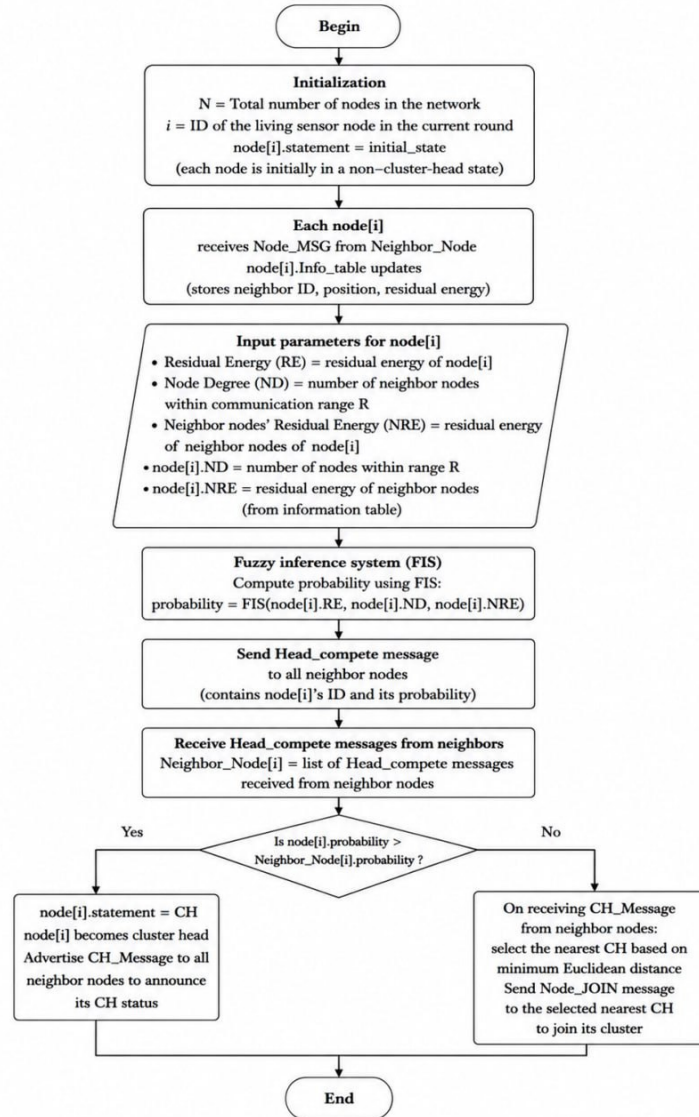 Begin
Initialization
N = Total number of nodes in the network
i = ID of the living sensor node in the current round
node[i].statement = initial_state
(each node is initially in a non–cluster-head state)
Each node[i]
receives Node_MSG from Neighbor_Node
node[i].Info_table updates
(stores neighbor ID, position, residual energy)
Input parameters for node[i]
• Residual Energy (RE) = residual energy of node[i]
• Node Degree (ND) = number of neighbor nodes
within communication range R
• Neighbor nodes' Residual Energy (NRE) = residual energy
of neighbor nodes of node[i]
• node[i].ND = number of nodes within range R
• node[i].NRE = residual energy of neighbor nodes
(from information table)
Fuzzy inference system (FIS)
Compute probability using FIS:
probability = FIS(node[i].RE, node[i].ND, node[i].NRE)
Send Head_compete message
to all neighbor nodes
(contains node[i]'s ID and its probability)
Receive Head_compete messages from neighbors
Neighbor_Node[i] = list of Head_compete messages
received from neighbor nodes
Is node[i].probability >
Neighbor_Node[i].probability ?
Yes
node[i].statement = CH
node[i] becomes cluster head
Advertise CH_Message to all
neighbor nodes to announce
its CH status
No
On receiving CH_Message
from neighbor nodes:
select the nearest CH based on
minimum Euclidean distance
Send Node_JOIN message
to the selected nearest CH
to join its cluster
End